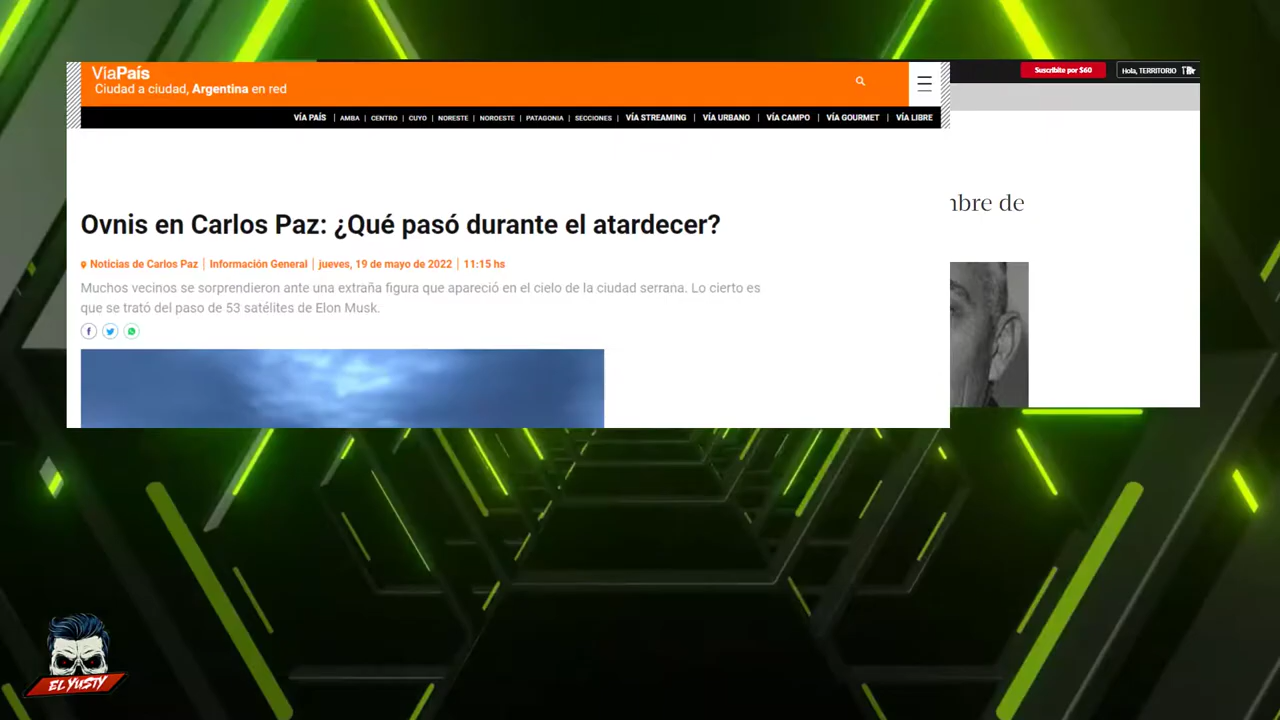 VíaPaís
Ciudad a ciudad, Argentina en red
VÍA PAÍS | AMBA | CENTRO | CUYO | NORESTE | NOROESTE | PATAGONIA | SECCIONES | VÍA STREAMING | VÍA URBANO | VÍA CAMPO | VÍA GOURMET | VÍA LIBRE
Ovnis en Carlos Paz: ¿Qué pasó durante el atardecer?
Noticias de Carlos Paz | Información General | jueves, 19 de mayo de 2022 | 11:15 hs
Muchos vecinos se sorprendieron ante una extraña figura que apareció en el cielo de la ciudad serrana. Lo cierto es
que se trató del paso de 53 satélites de Elon Musk.
Suscribite por $60
Hola, TERRITORIO
mbre de
EL YUSTY